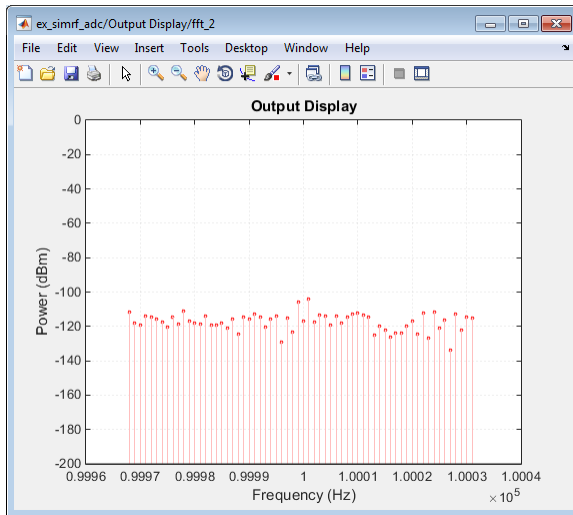 ex_simrf_adc/Output Display/fft_2
File Edit View Insert Tools Desktop Window Help
Output Display
0
-20
-40
-60
-80
-100
-120
-140
-160
-180
-200
Power (dBm)
0.9996 0.9997 0.9998 0.9999 1 1.0001 1.0002 1.0003 1.0004
Frequency (Hz)
× 10^5